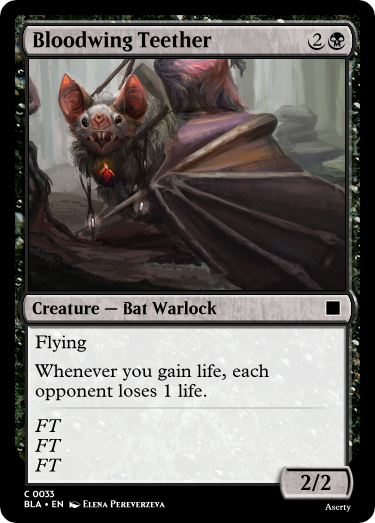 Bloodwing Teether 2
Creature — Bat Warlock
Flying
Whenever you gain life, each
opponent loses 1 life.
FT
FT
FT
2/2
C 0033
BLA • EN Elena Pereverzeva
Aserty